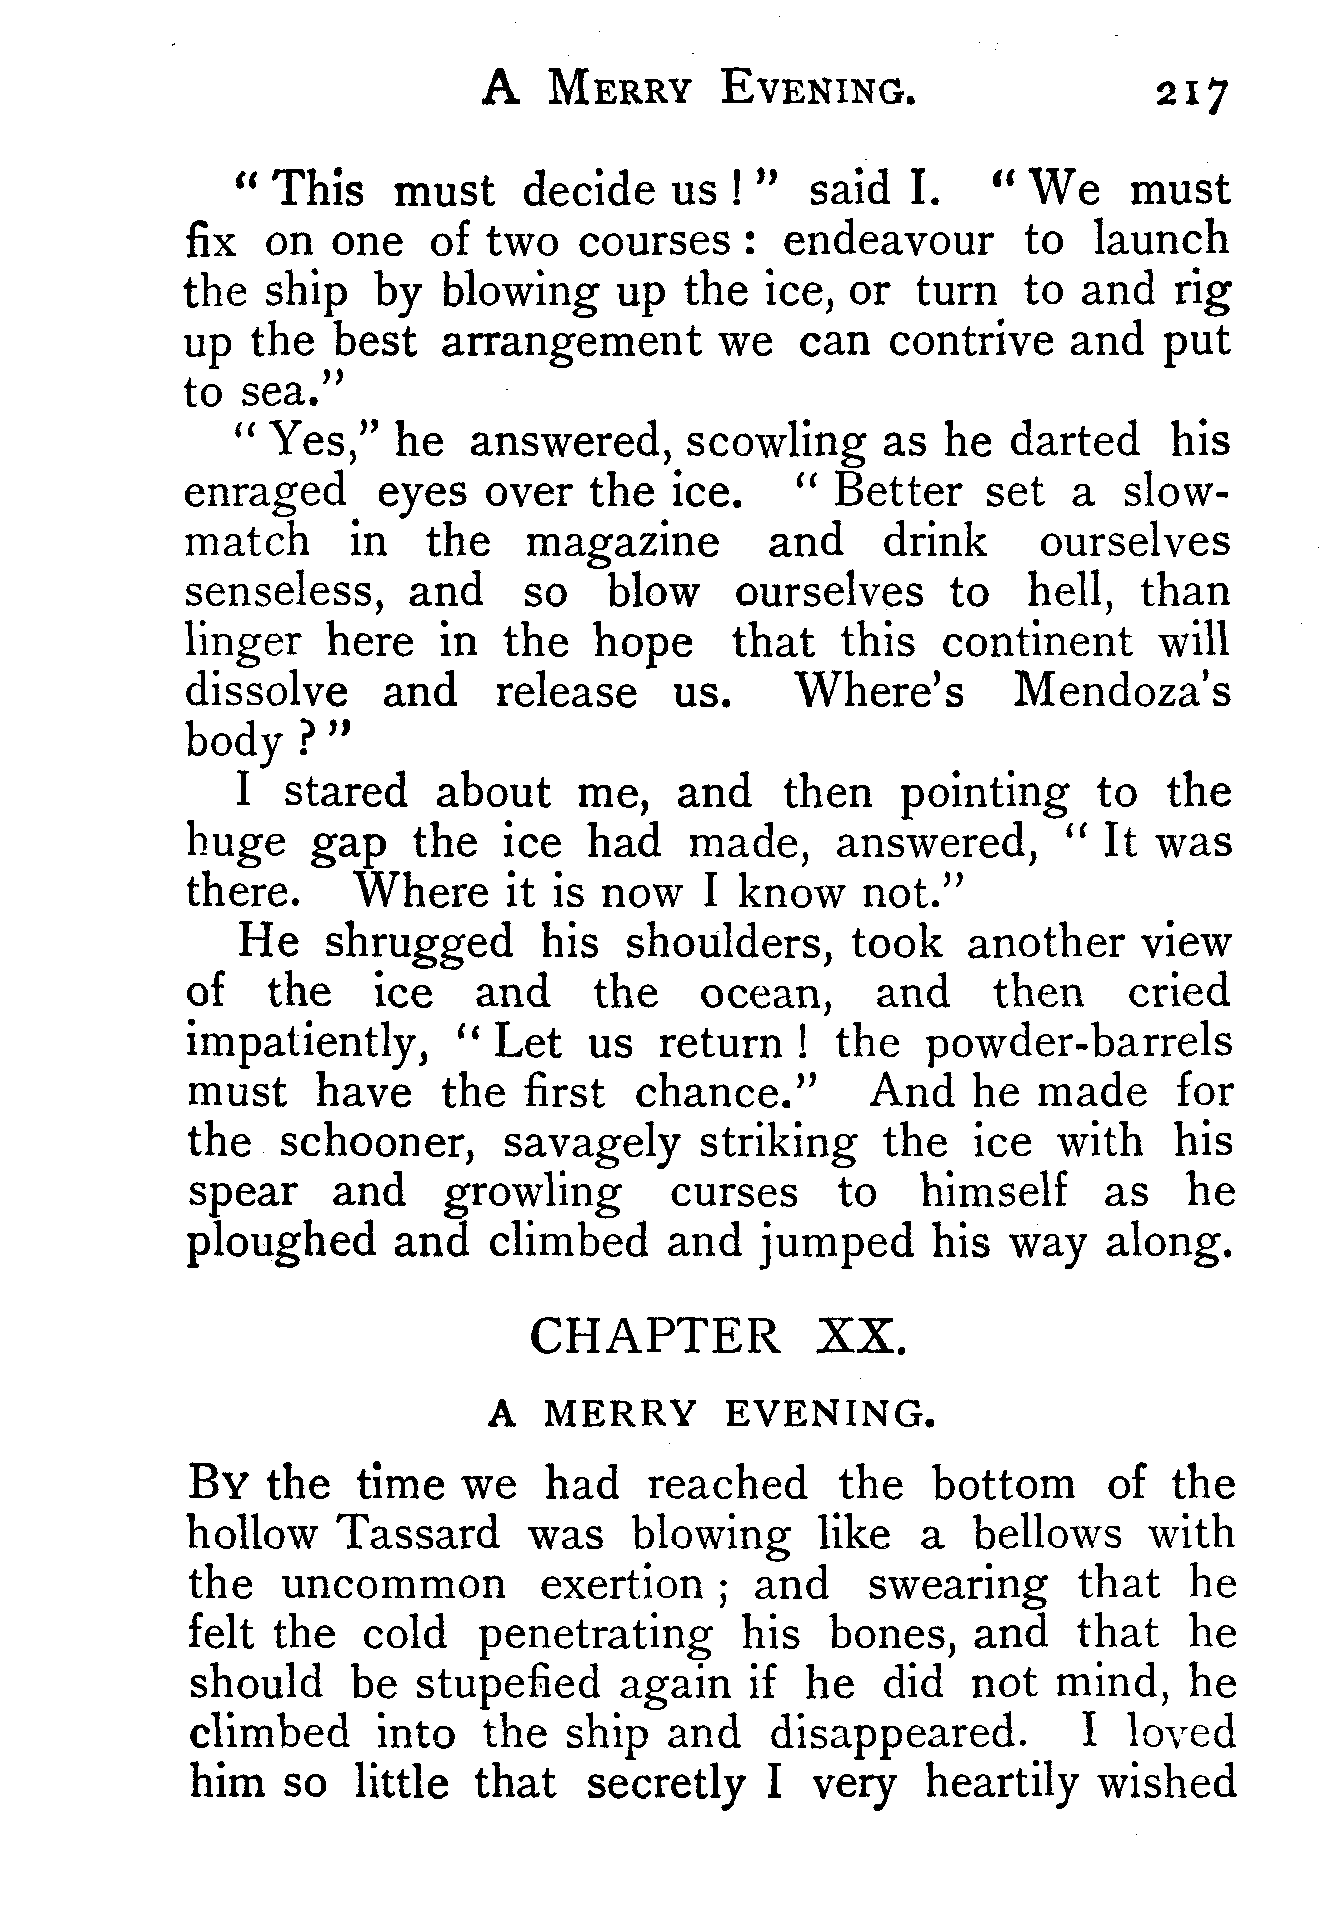 A Merry Evening. 217
“ This must decide us ! ” said I. “ We must
fix on one of two courses : endeavour to launch
the ship by blowing up the ice, or turn to and rig
up the best arrangement we can contrive and put
to sea.”
“ Yes,” he answered, scowling as he darted his
enraged eyes over the ice. “ Better set a slow-
match in the magazine and drink ourselves
senseless, and so blow ourselves to hell, than
linger here in the hope that this continent will
dissolve and release us. Where’s Mendoza’s
body ? ”
I stared about me, and then pointing to the
huge gap the ice had made, answered, “ It was
there. Where it is now I know not.”
He shrugged his shoulders, took another view
of the ice and the ocean, and then cried
impatiently, “ Let us return ! the powder-barrels
must have the first chance.” And he made for
the schooner, savagely striking the ice with his
spear and growling curses to himself as he
ploughed and climbed and jumped his way along.
CHAPTER XX.
A MERRY EVENING.
By the time we had reached the bottom of the
hollow Tassard was blowing like a bellows with
the uncommon exertion ; and swearing that he
felt the cold penetrating his bones, and that he
should be stupefied again if he did not mind, he
climbed into the ship and disappeared. I loved
him so little that secretly I very heartily wished